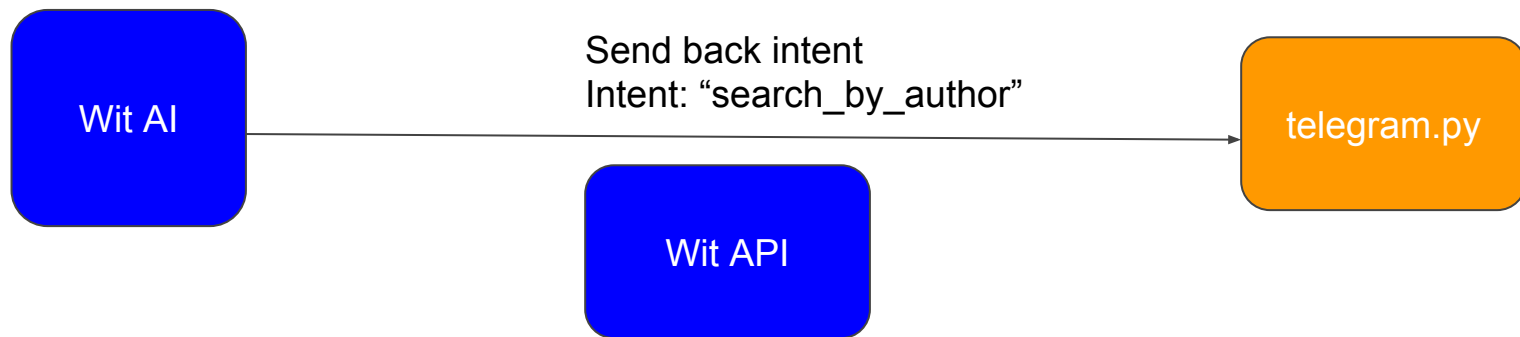 Wit AI
Send back intent
Intent: “search_by_author”
telegram.py
Wit API